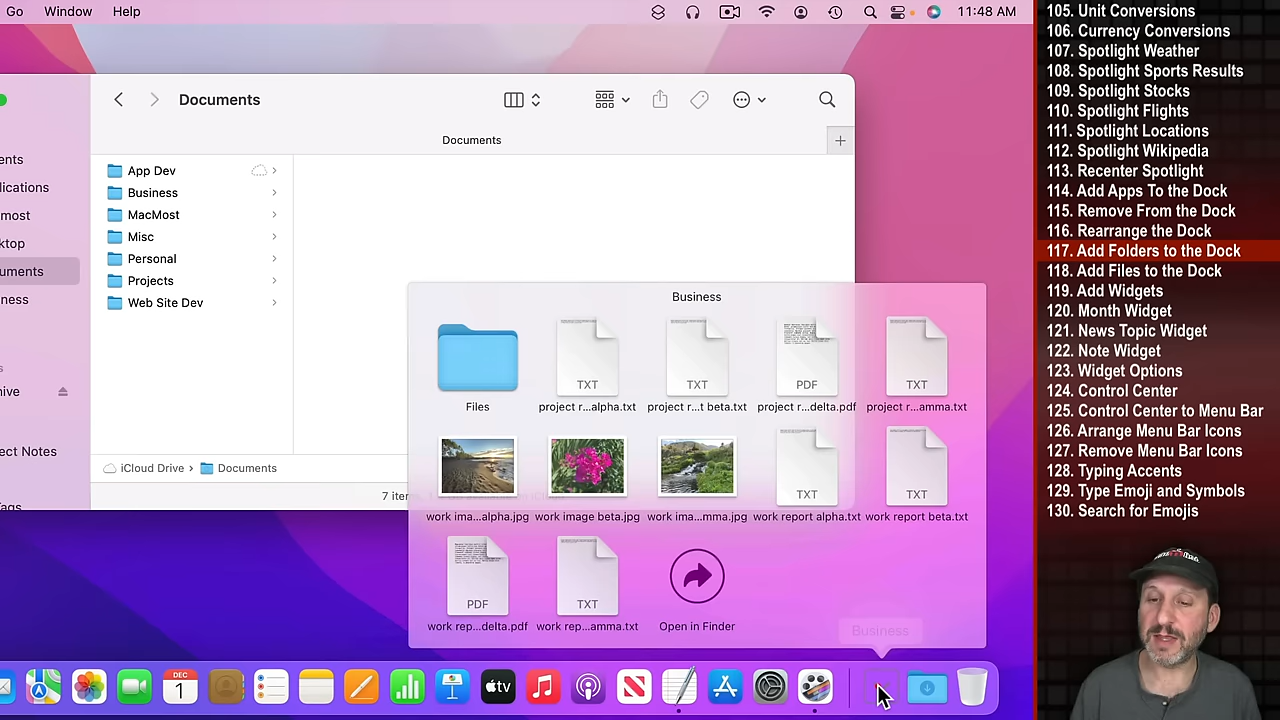 Go Window Help 11:48 AM
Documents
Documents
ents
lications
most
ktop
uments
ness
s
ive
ect Notes
Tags
App Dev
Business
MacMost
Misc
Personal
Projects
Web Site Dev
iCloud Drive › Documents
7 ite
Business
TXT TXT PDF TXT
Files project r...alpha.txt project r...t beta.txt project r...delta.pdf project r...amma.txt
TXT TXT
work ima...alpha.jpg work image beta.jpg work ima...mma.jpg work report alpha.txt work report beta.txt
PDF TXT
work rep...delta.pdf work rep...amma.txt Open in Finder
Business
DEC
1
tv
105. Unit Conversions
106. Currency Conversions
107. Spotlight Weather
108. Spotlight Sports Results
109. Spotlight Stocks
110. Spotlight Flights
111. Spotlight Locations
112. Spotlight Wikipedia
113. Recenter Spotlight
114. Add Apps To the Dock
115. Remove From the Dock
116. Rearrange the Dock
117. Add Folders to the Dock
118. Add Files to the Dock
119. Add Widgets
120. Month Widget
121. News Topic Widget
122. Note Widget
123. Widget Options
124. Control Center
125. Control Center to Menu Bar
126. Arrange Menu Bar Icons
127. Remove Menu Bar Icons
128. Typing Accents
129. Type Emoji and Symbols
130. Search for Emojis